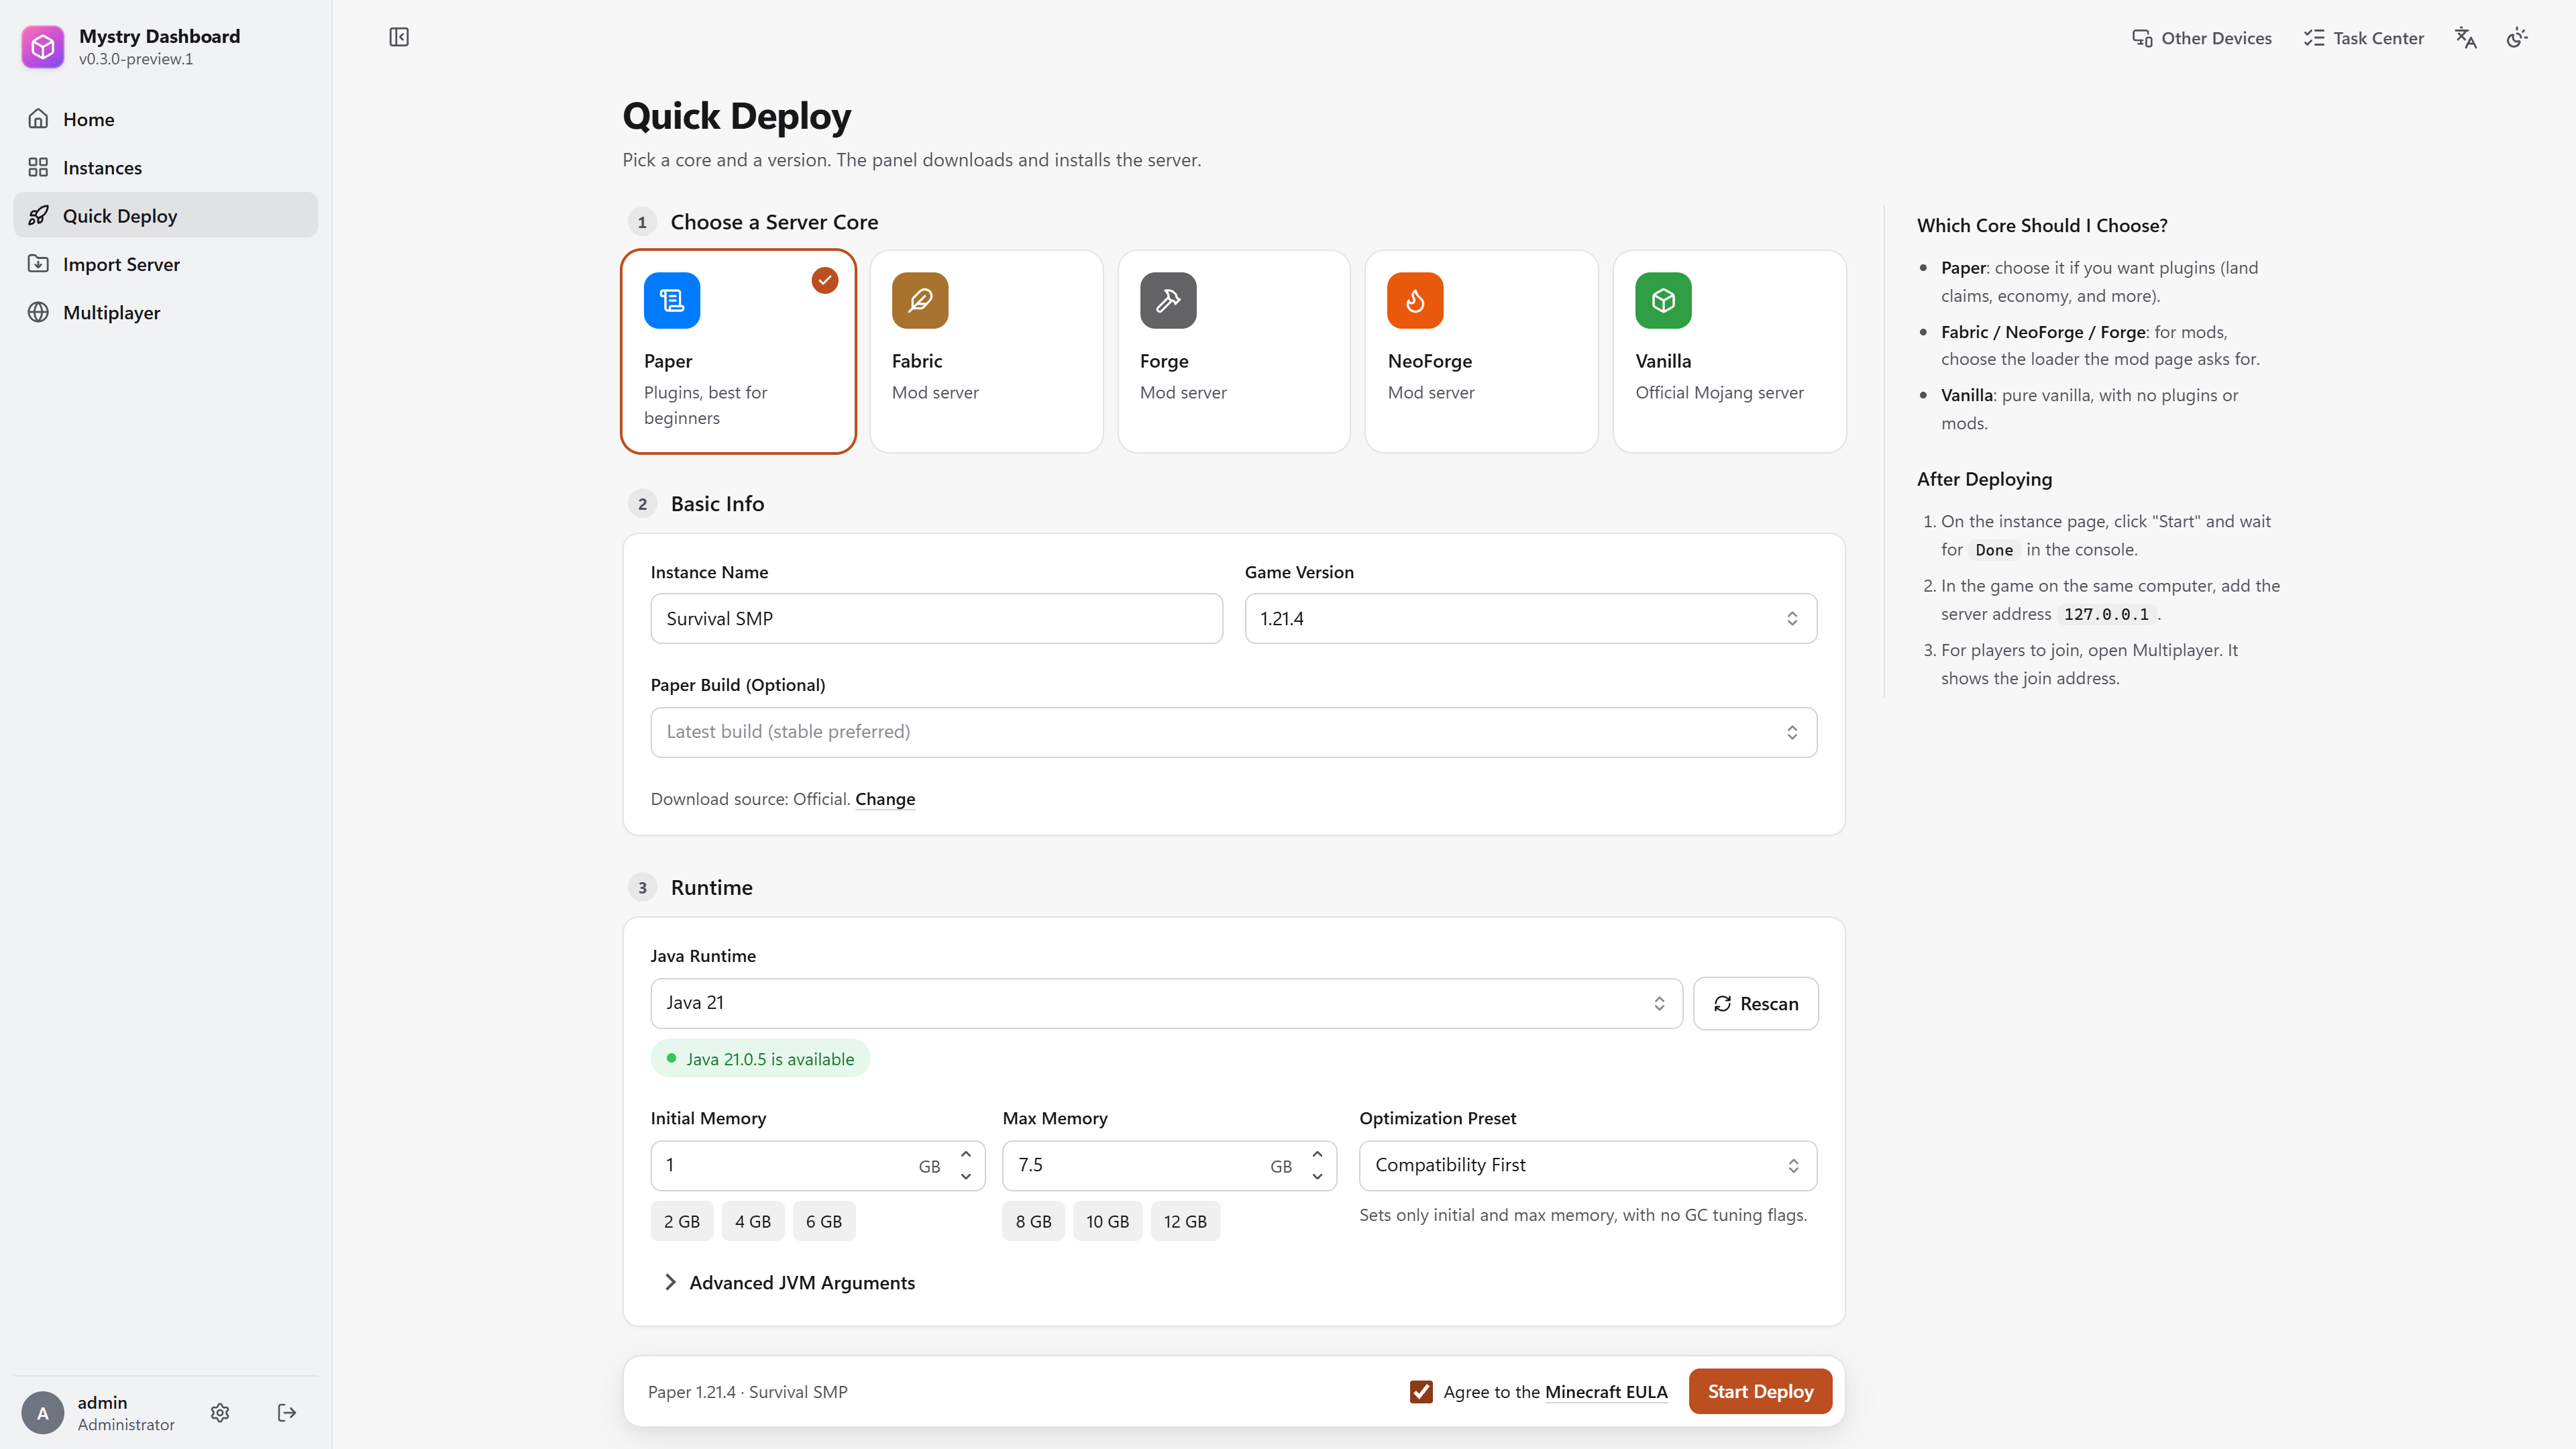 Mystry Dashboard
v0.3.0-preview.1
Home
Instances
Quick Deploy
Import Server
Multiplayer
A
admin
Administrator
Other Devices
Task Center
Quick Deploy
Pick a core and a version. The panel downloads and installs the server.
1 Choose a Server Core
Paper
Plugins, best for
beginners
Fabric
Mod server
Forge
Mod server
NeoForge
Mod server
Vanilla
Official Mojang server
2 Basic Info
Instance Name
Survival SMP
Game Version
1.21.4
Paper Build (Optional)
Latest build (stable preferred)
Download source: Official. Change
3 Runtime
Java Runtime
Java 21
Rescan
Java 21.0.5 is available
Initial Memory
1 GB
2 GB 4 GB 6 GB
Max Memory
7.5 GB
8 GB 10 GB 12 GB
Optimization Preset
Compatibility First
Sets only initial and max memory, with no GC tuning flags.
Advanced JVM Arguments
Paper 1.21.4 · Survival SMP
Agree to the Minecraft EULA
Start Deploy
Which Core Should I Choose?
• Paper: choose it if you want plugins (land
claims, economy, and more).
• Fabric / NeoForge / Forge: for mods,
choose the loader the mod page asks for.
• Vanilla: pure vanilla, with no plugins or
mods.
After Deploying
1. On the instance page, click "Start" and wait
for Done in the console.
2. In the game on the same computer, add the
server address 127.0.0.1 .
3. For players to join, open Multiplayer. It
shows the join address.